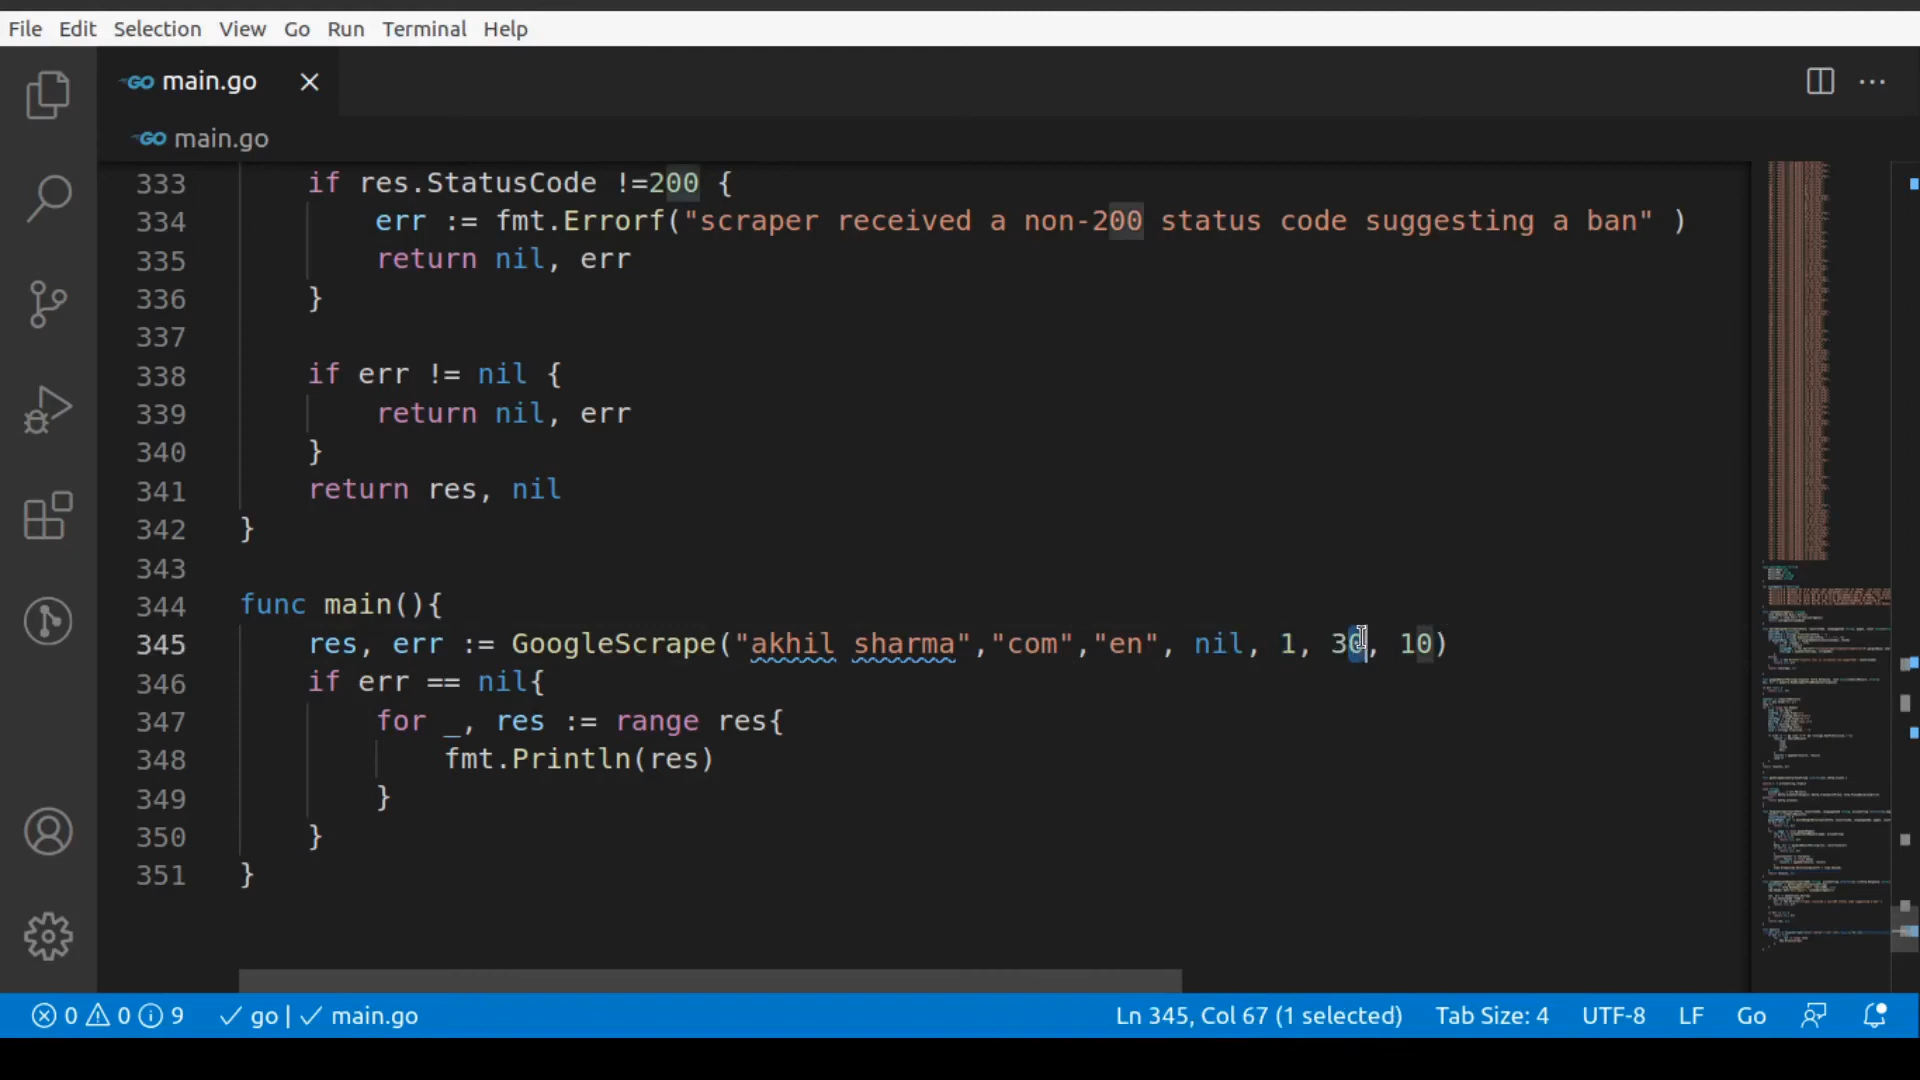 File Edit Selection View Go Run Terminal Help
GO main.go
GO main.go
333 if res.StatusCode !=200 {
334 err := fmt.Errorf("scraper received a non-200 status code suggesting a ban" )
335 return nil, err
336 }
337
338 if err != nil {
339 return nil, err
340 }
341 return res, nil
342 }
343
344 func main(){
345 res, err := GoogleScrape("akhil sharma","com","en", nil, 1, 30, 10)
346 if err == nil{
347 for _, res := range res{
348 fmt.Println(res)
349 }
350 }
351 }
0 0 9 go | main.go Ln 345, Col 67 (1 selected) Tab Size: 4 UTF-8 LF Go